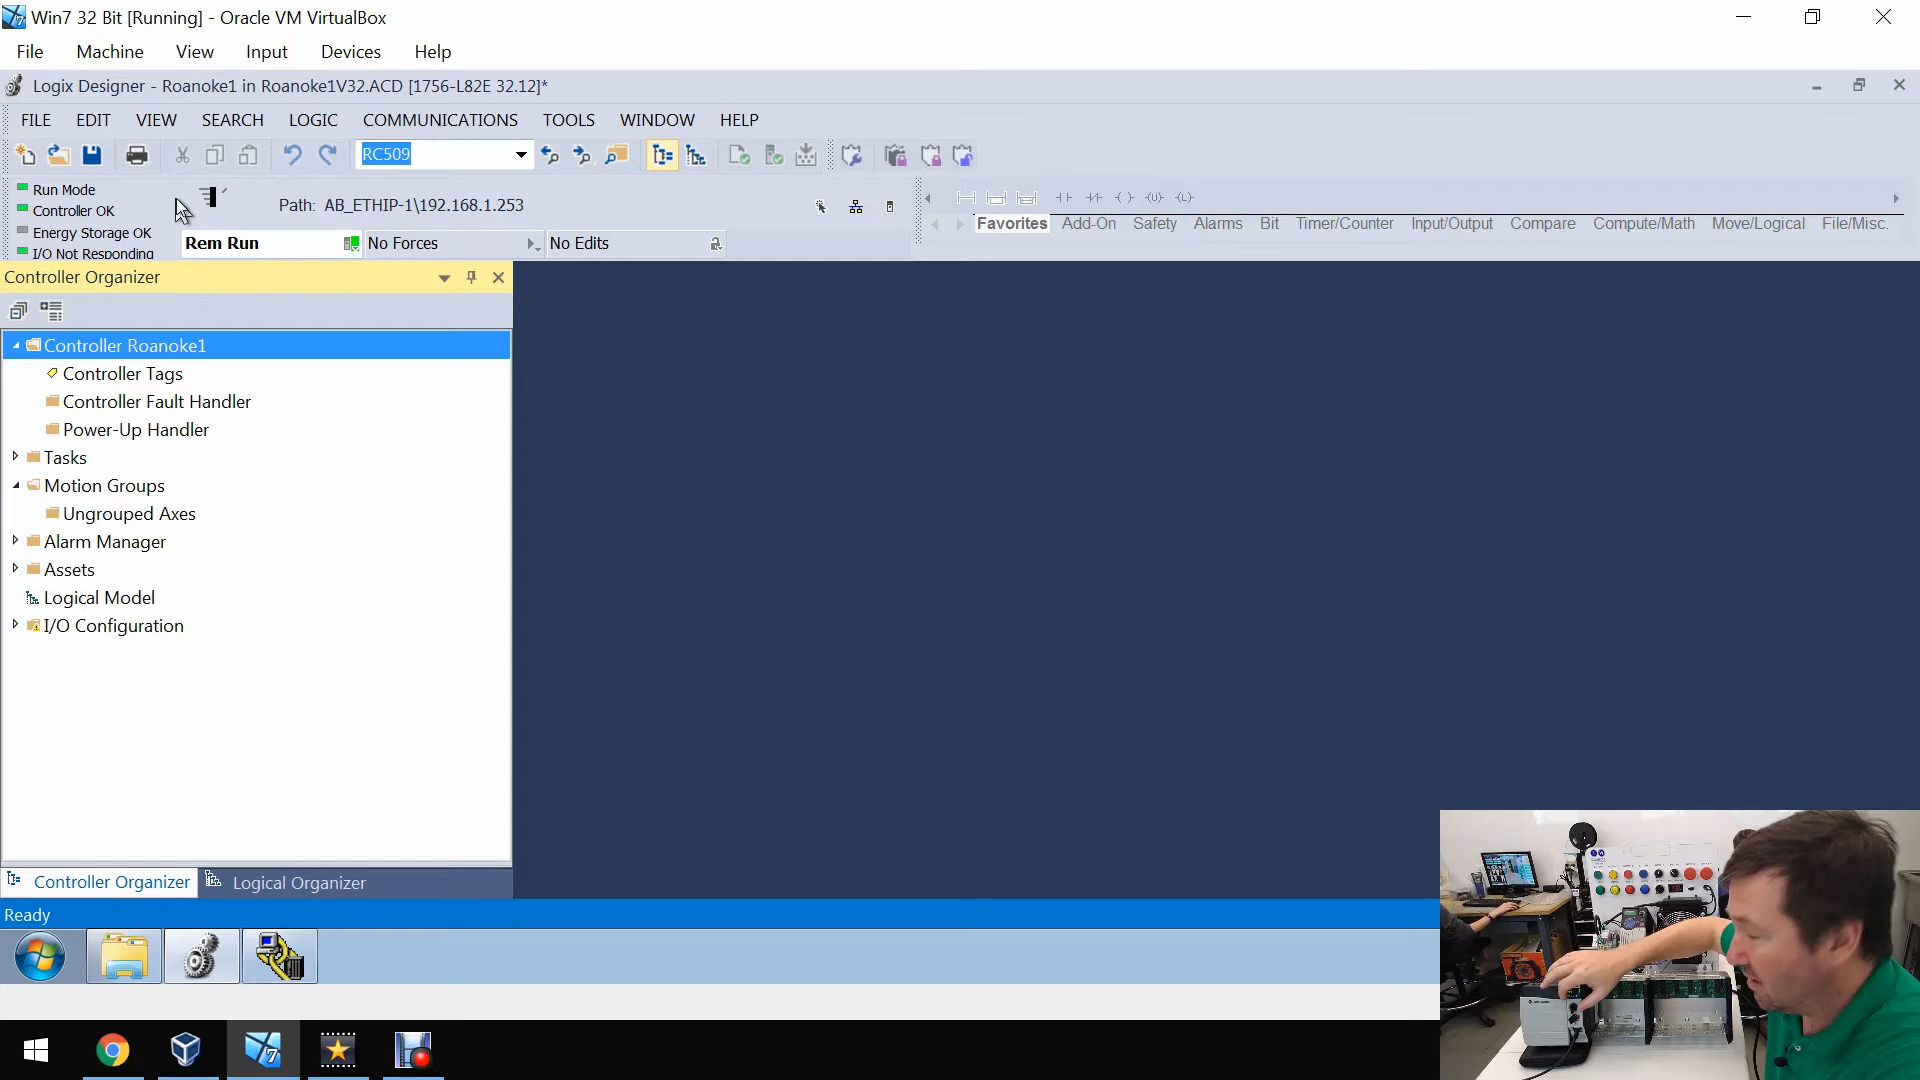 Win7 32 Bit [Running] - Oracle VM VirtualBox
File Machine View Input Devices Help
Logix Designer - Roanoke1 in Roanoke1V32.ACD [1756-L82E 32.12]*
FILE EDIT VIEW SEARCH LOGIC COMMUNICATIONS TOOLS WINDOW HELP
RC509
Run Mode
Controller OK
Energy Storage OK
I/O Not Responding
Path: AB_ETHIP-1\192.168.1.253
Rem Run No Forces No Edits
Favorites Add-On Safety Alarms Bit Timer/Counter Input/Output Compare Compute/Math Move/Logical File/Misc.
Controller Organizer
Controller Roanoke1
Controller Tags
Controller Fault Handler
Power-Up Handler
Tasks
Motion Groups
Ungrouped Axes
Alarm Manager
Assets
Logical Model
I/O Configuration
Controller Organizer Logical Organizer
Ready